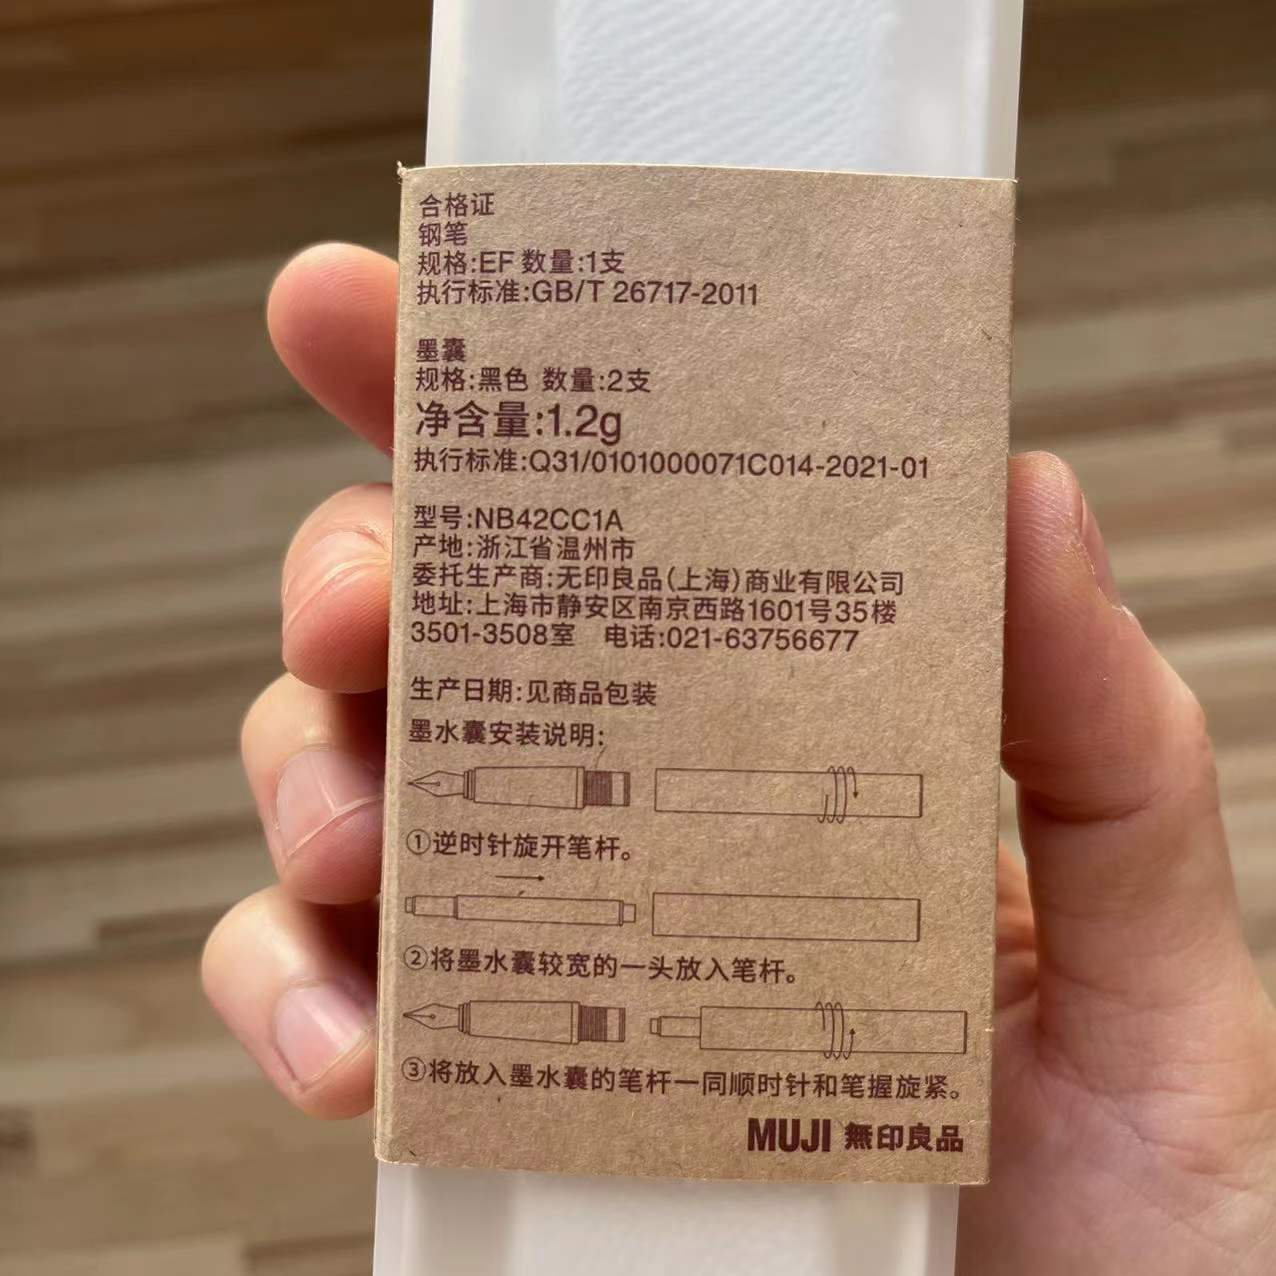 合格证
钢笔
规格:EF 数量:1支
执行标准:GB/T 26717-2011
墨囊
规格:黑色 数量:2支
净含量:1.2g
执行标准:Q31/0101000071C014-2021-01
型号:NB42CC1A
产地:浙江省温州市
委托生产商:无印良品(上海)商业有限公司
地址:上海市静安区南京西路1601号35楼
3501-3508室 电话:021-63756677
生产日期:见商品包装
墨水囊安装说明:
①逆时针旋开笔杆。
②将墨水囊较宽的一头放入笔杆。
③将放入墨水囊的笔杆一同顺时针和笔握旋紧。
MUJI 無印良品